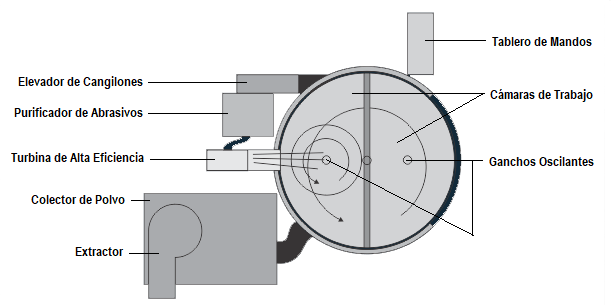 Tablero de Mandos
Elevador de Cangilones
Cámaras de Trabajo
Purificador de Abrasivos
Turbina de Alta Eficiencia
Ganchos Oscilantes
Colector de Polvo
Extractor